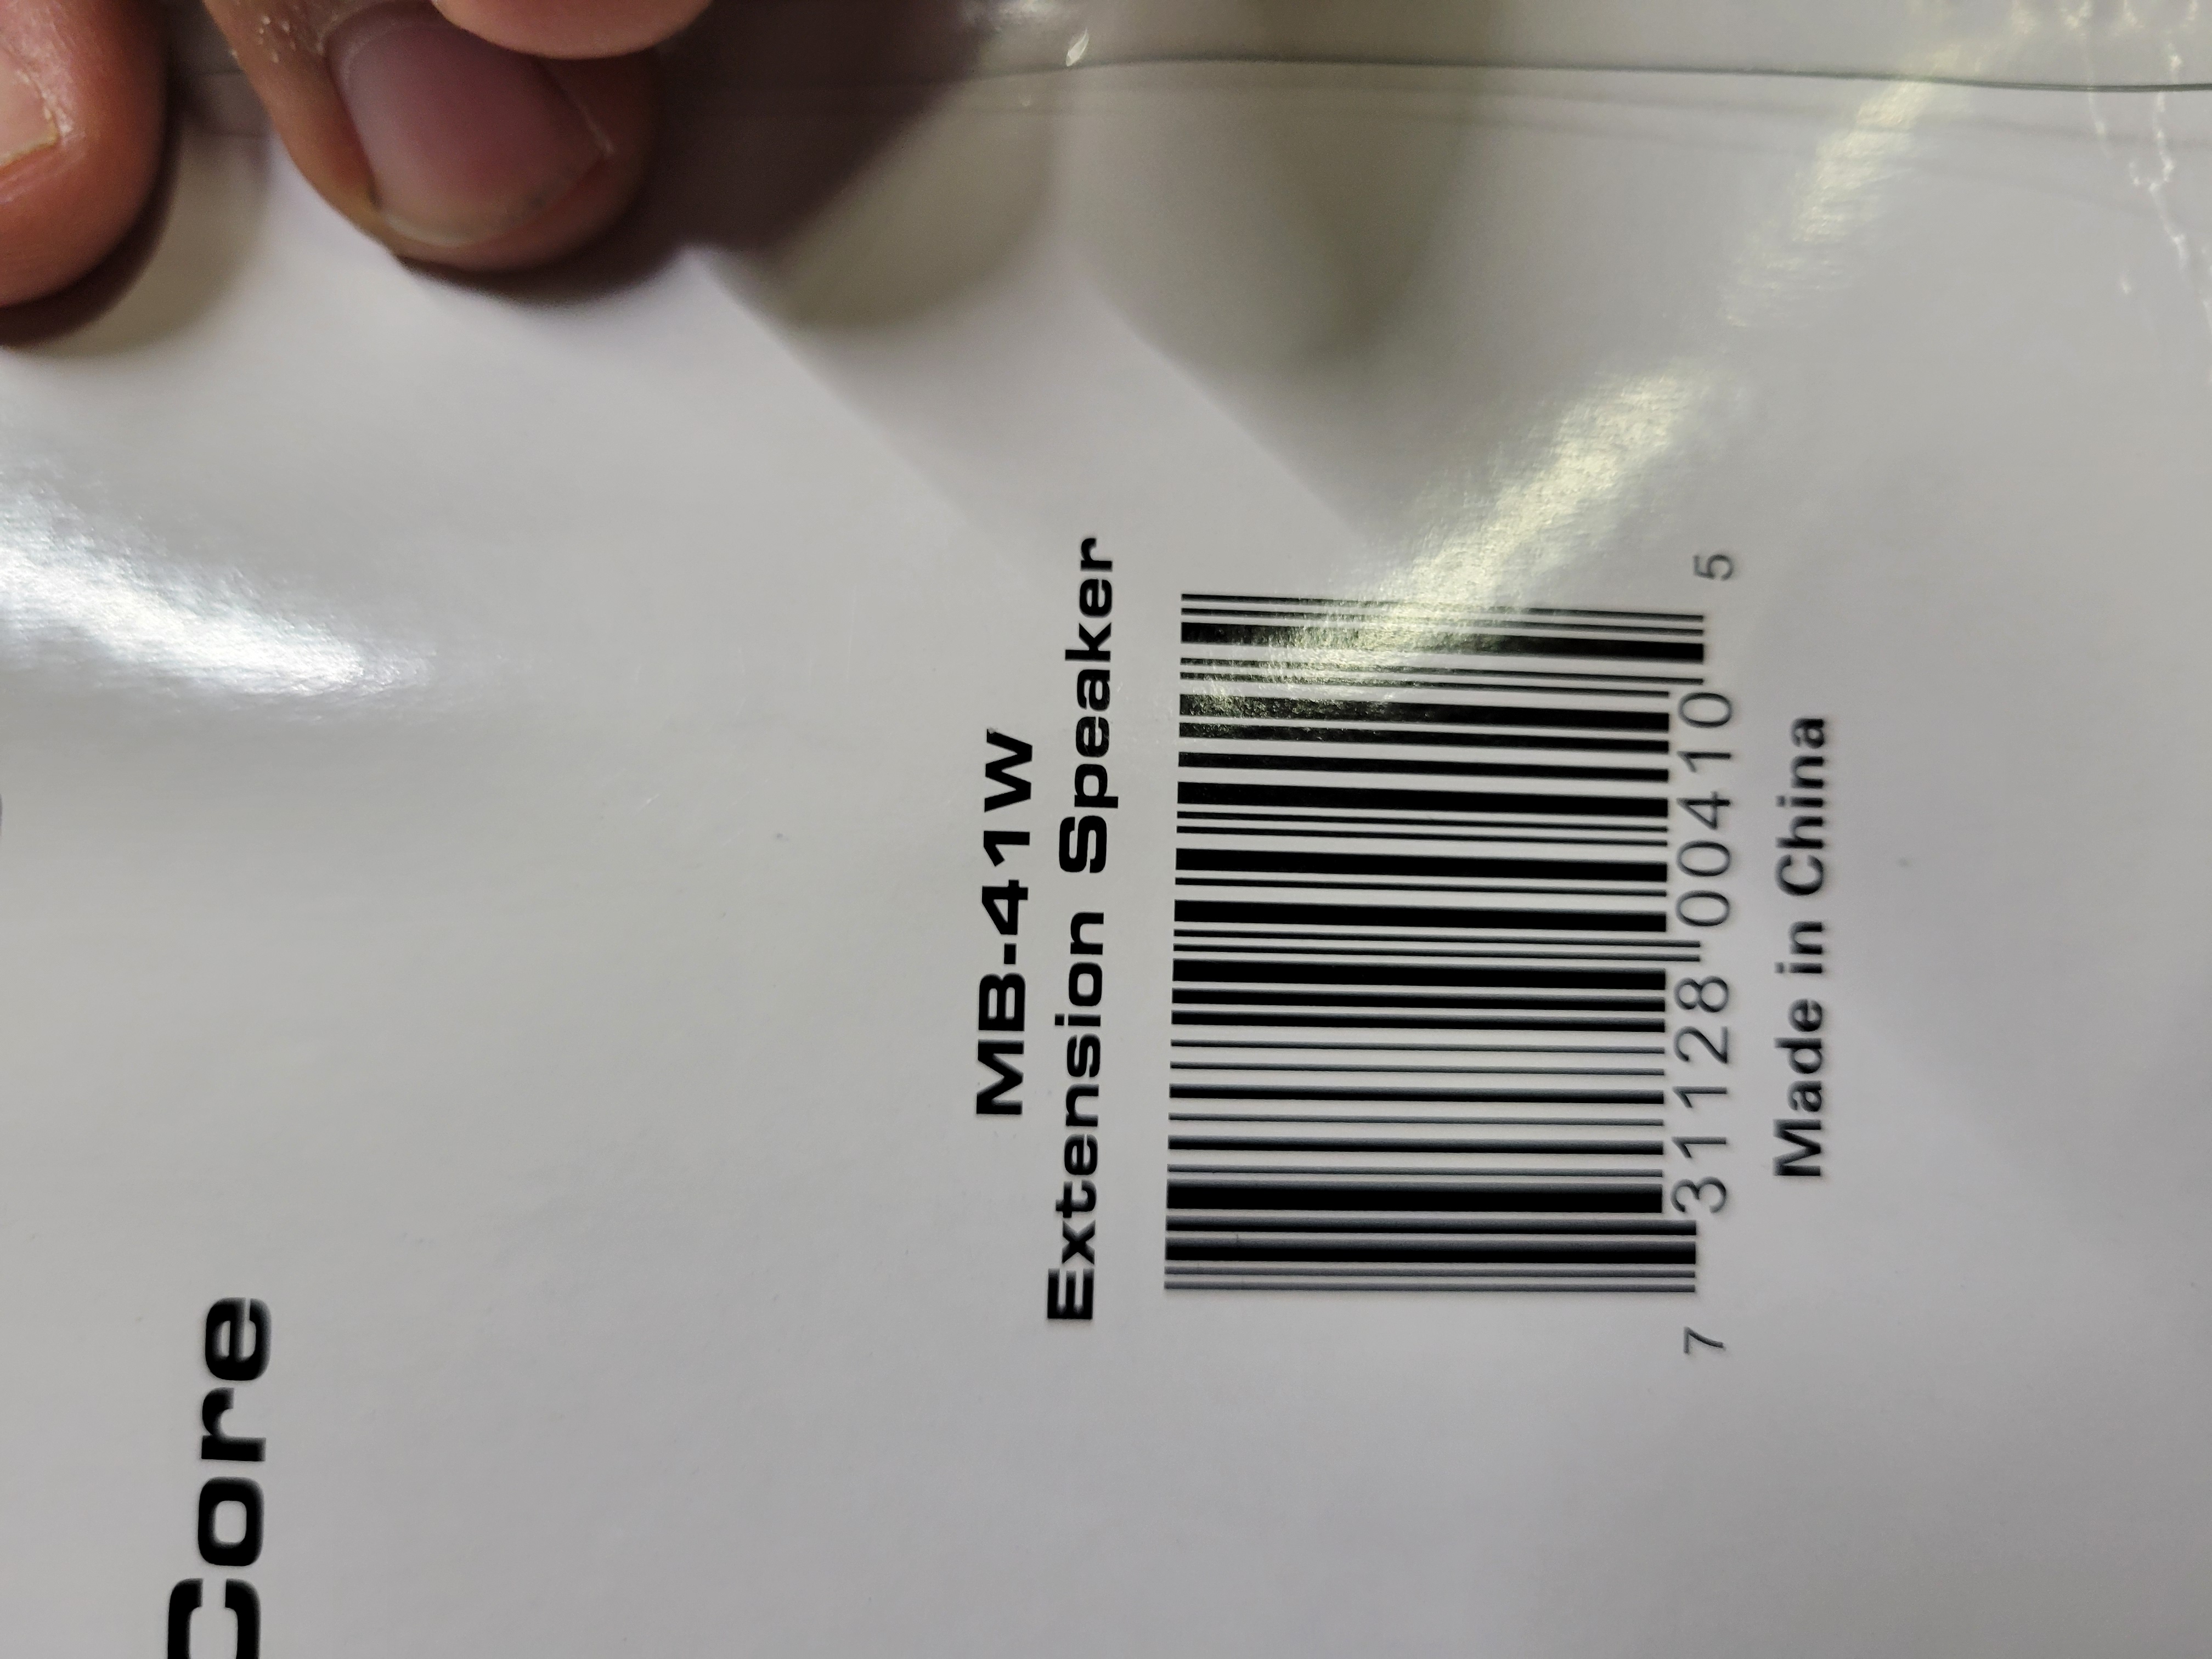 Core
MB-41W
Extension Speaker
7 31128 00410 5
Made in China